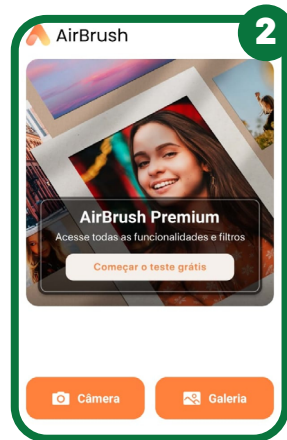 AirBrush
2
AirBrush Premium
Acesse todas as funcionalidades e filtros
Começar o teste grátis
Câmera
Galeria